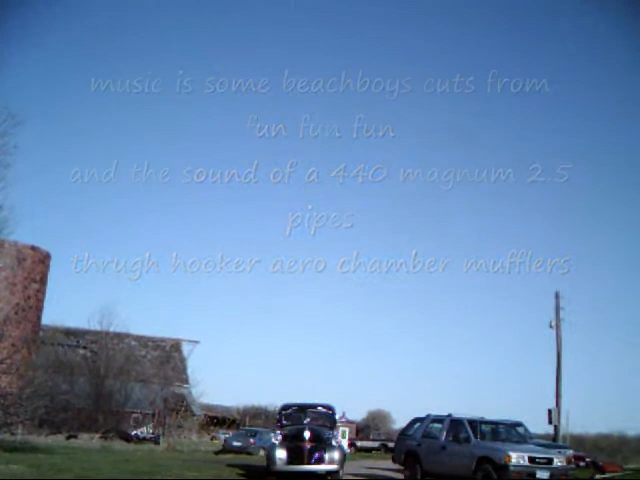 music is some beachboys cuts from
fun fun fun
and the sound of a 440 magnum 2.5
pipes
thrugh hooker aero chamber mufflers